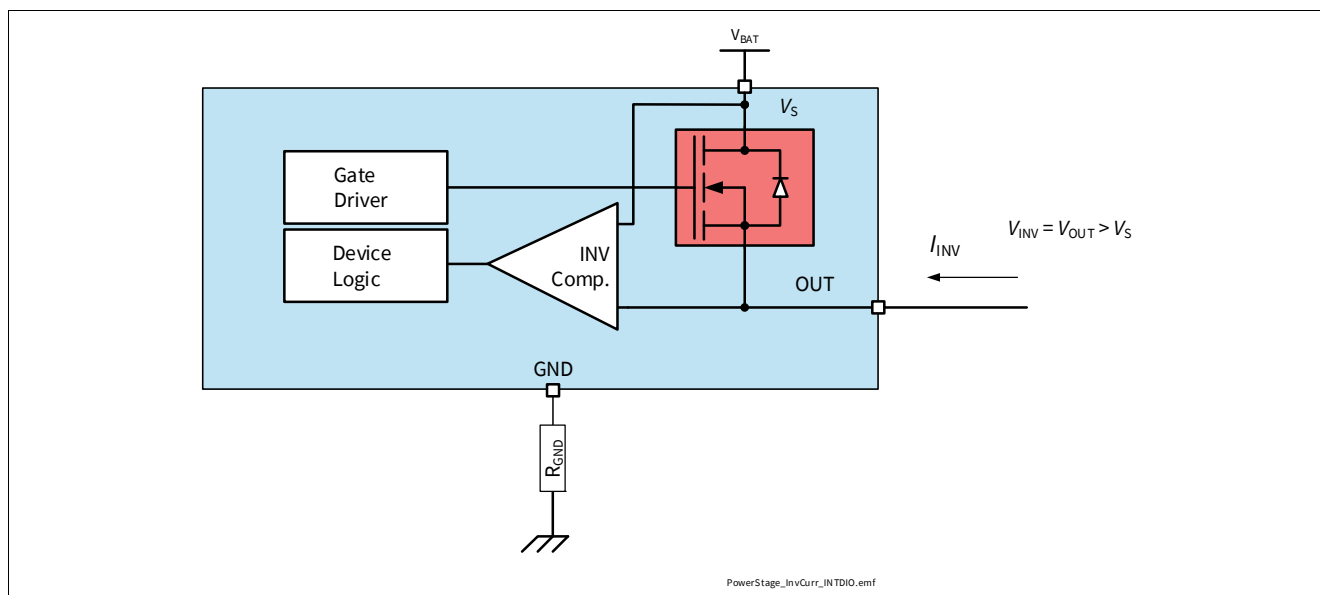 VBAT
VS
Gate
Driver
Device
Logic
INV
Comp.
OUT
IINV
VINV = VOUT > VS
GND
RGND
PowerStage_InvCurr_INTDIO.emf